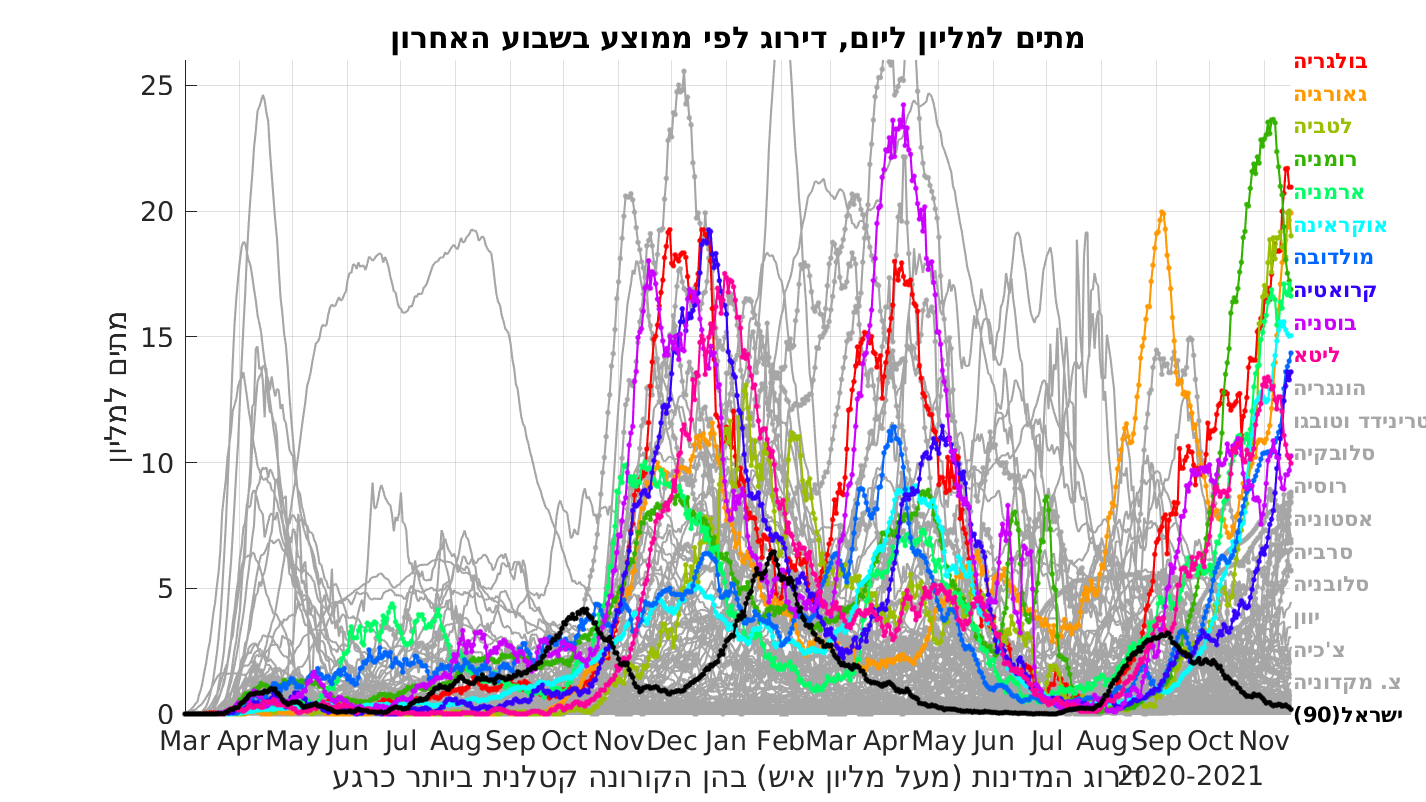 מתים למליון ליום, דירוג לפי ממוצע בשבוע האחרון
מתים למליון
25
20
15
10
5
0
Mar Apr May Jun Jul Aug Sep Oct Nov Dec Jan Feb Mar Apr May Jun Jul Aug Sep Oct Nov
דירוג המדינות (מעל מליון איש) בהן הקורונה קטלנית ביותר כרגע
2020-2021
בולגריה
גאורגיה
לטביה
רומניה
ארמניה
אוקראינה
מולדובה
קרואטיה
בוסניה
ליטא
הונגריה
טרינידד וטובגו
סלובקיה
רוסיה
אסטוניה
סרביה
סלובניה
יוון
צ'כיה
צ. מקדוניה
ישראל(90)